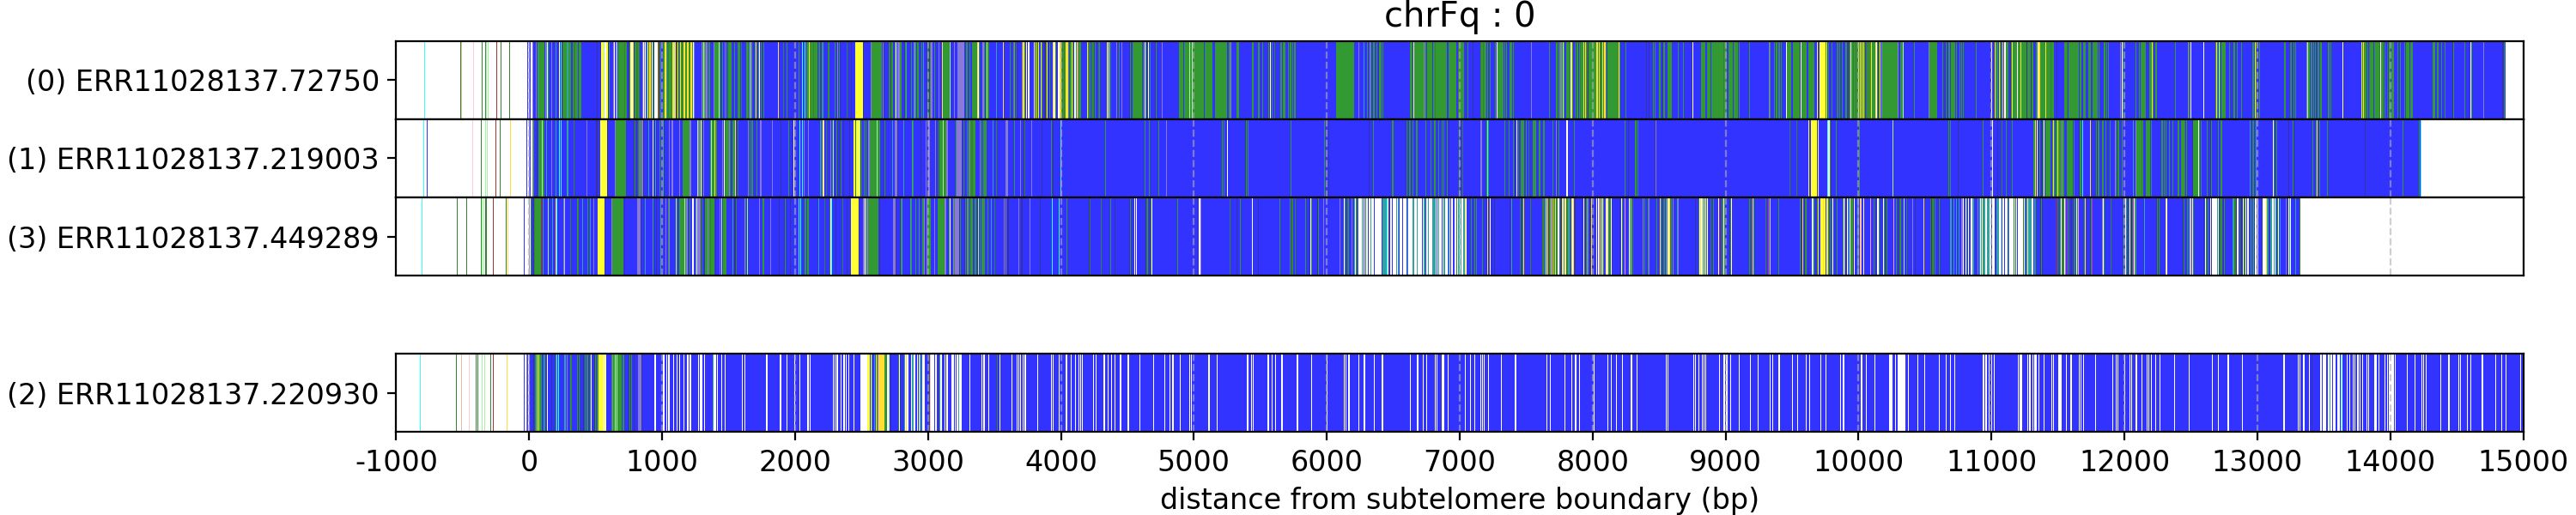 chrFq : 0
(0) ERR11028137.72750
(1) ERR11028137.219003
(3) ERR11028137.449289
(2) ERR11028137.220930
-1000 0 1000 2000 3000 4000 5000 6000 7000 8000 9000 10000 11000 12000 13000 14000 15000
distance from subtelomere boundary (bp)